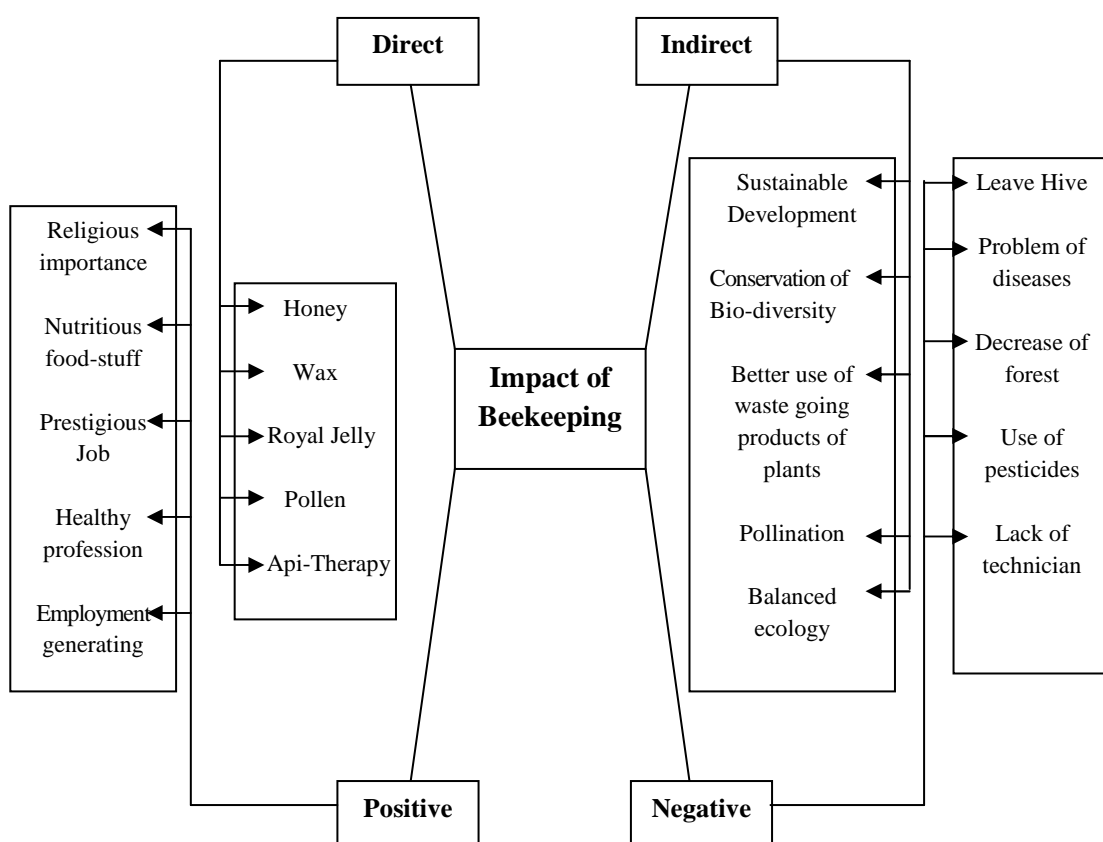 Direct
Indirect
Religious
importance
Nutritious
food-stuff
Prestigious
Job
Healthy
profession
Employment
generating
Honey
Wax
Royal Jelly
Pollen
Api-Therapy
Impact of
Beekeeping
Sustainable
Development
Conservation of
Bio-diversity
Better use of
waste going
products of
plants
Pollination
Balanced
ecology
Leave Hive
Problem of
diseases
Decrease of
forest
Use of
pesticides
Lack of
technician
Positive
Negative